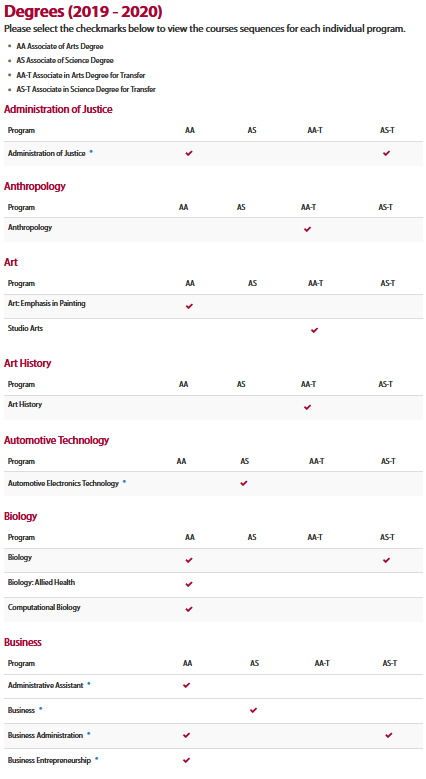 Degrees (2019 - 2020)
Please select the checkmarks below to view the courses sequences for each individual program.
• AA Associate of Arts Degree
• AS Associate of Science Degree
• AA-T Associate in Arts Degree for Transfer
• AS-T Associate in Science Degree for Transfer
Administration of Justice
Program AA AS AA-T AS-T
Administration of Justice * ✔ ✔
Anthropology
Program AA AS AA-T AS-T
Anthropology ✔
Art
Program AA AS AA-T AS-T
Art: Emphasis in Painting ✔
Studio Arts ✔
Art History
Program AA AS AA-T AS-T
Art History ✔
Automotive Technology
Program AA AS AA-T AS-T
Automotive Electronics Technology * ✔
Biology
Program AA AS AA-T AS-T
Biology ✔ ✔
Biology: Allied Health ✔
Computational Biology ✔
Business
Program AA AS AA-T AS-T
Administrative Assistant * ✔
Business * ✔
Business Administration * ✔ ✔
Business Entrepreneurship * ✔